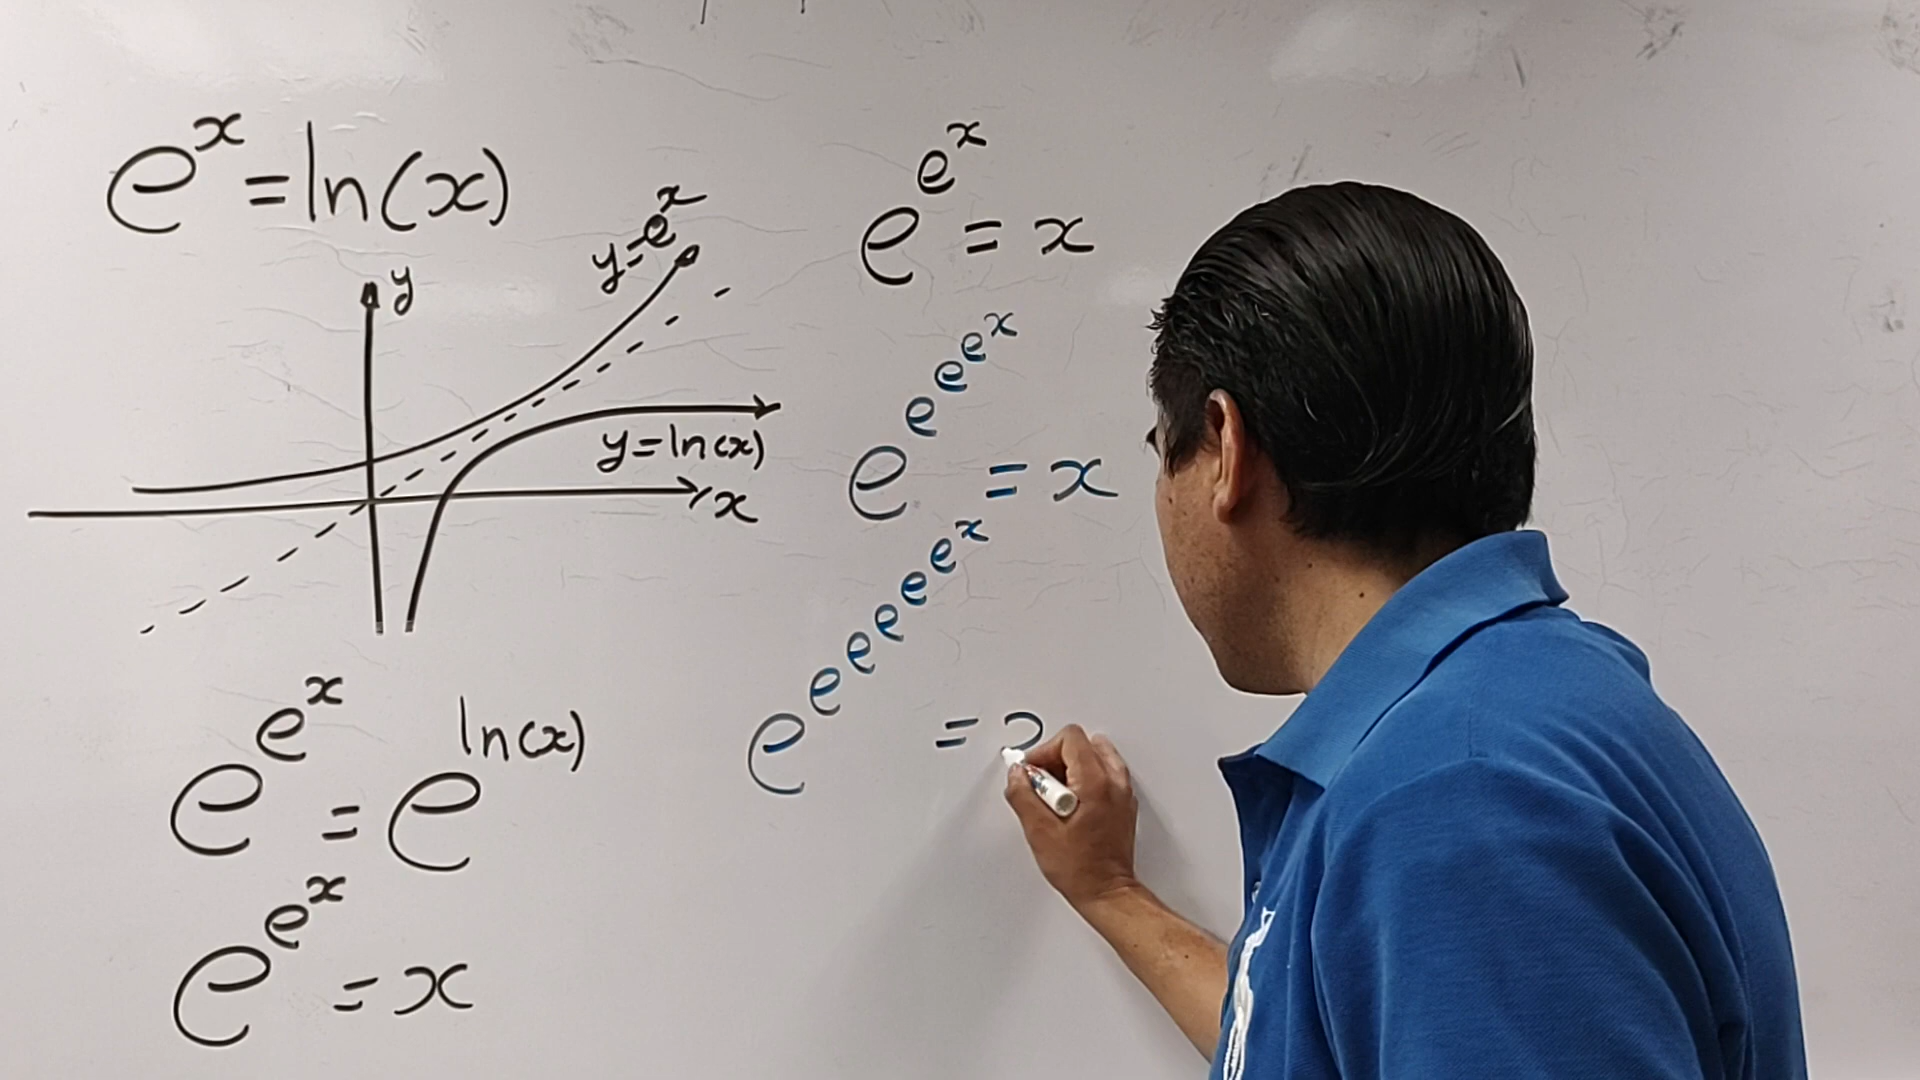 e^x = ln(x)
y
y=e^x
y=ln(x)
x
e^{e^x} = e^{ln(x)}
e^{e^x} = x
e^{e^x} = x
e^{e^{e^{e^x}}} = x
e^{e^{e^{e^{e^{e^x}}}}} =